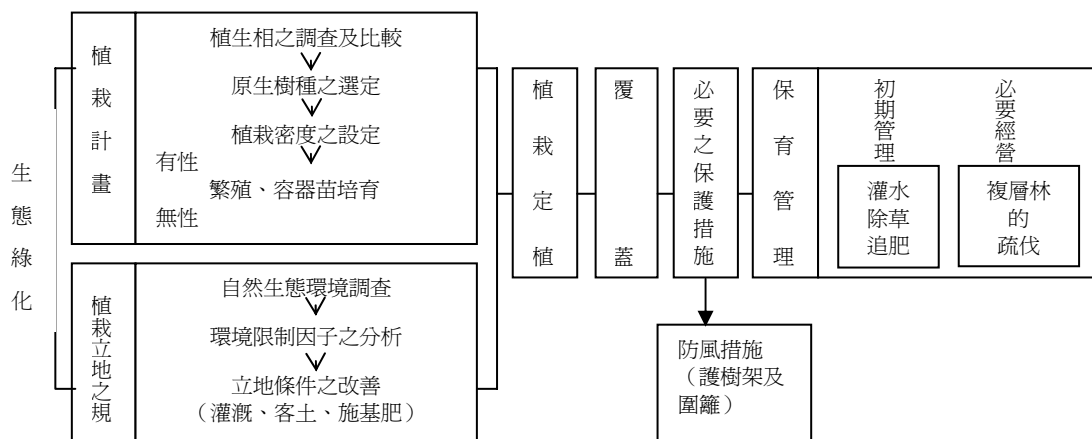 生態綠化
植栽計畫
植生相之調查及比較
原生樹種之選定
植栽密度之設定
有性
繁殖、容器苗培育
無性
植栽立地之規
自然生態環境調查
環境限制因子之分析
立地條件之改善
（灌溉、客土、施基肥）
植栽定植
覆蓋
必要之保護措施
防風措施
（護樹架及
圍籬）
保育管理
初期管理
灌水
除草
追肥
必要經營
複層林
的
疏伐